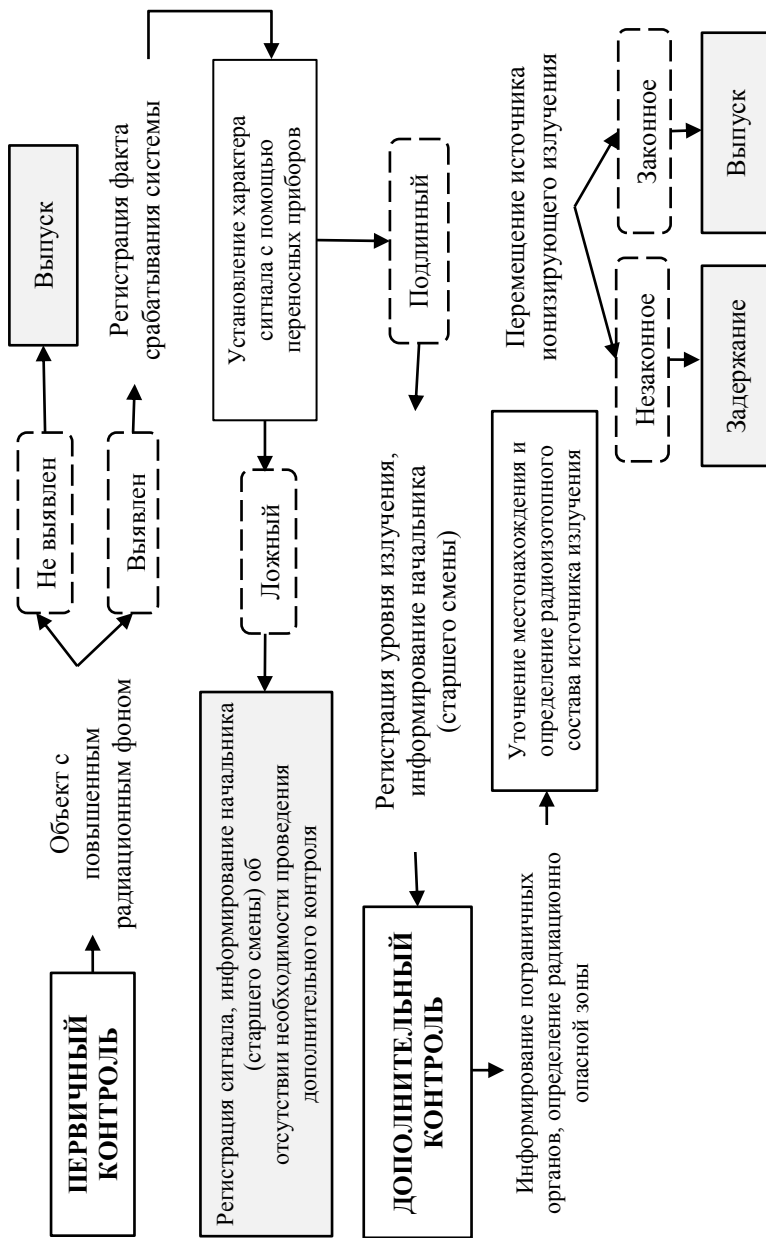 ПЕРВИЧНЫЙ
КОНТРОЛЬ
Объект с
повышенным
радиационным фоном
Не выявлен
Выпуск
Выявлен
Регистрация факта
срабатывания системы
Установление характера
сигнала с помощью
переносных приборов
Ложный
Регистрация сигнала, информирование начальника
(старшего смены) об
отсутствии необходимости проведения
дополнительного контроля
Подлинный
Регистрация уровня излучения,
информирование начальника
(старшего смены)
ДОПОЛНИТЕЛЬНЫЙ
КОНТРОЛЬ
Информирование пограничных
органов, определение радиационно
опасной зоны
Уточнение местонахождения и
определение радиоизотопного
состава источника излучения
Перемещение источника
ионизирующего излучения
Незаконное
Законное
Задержание
Выпуск